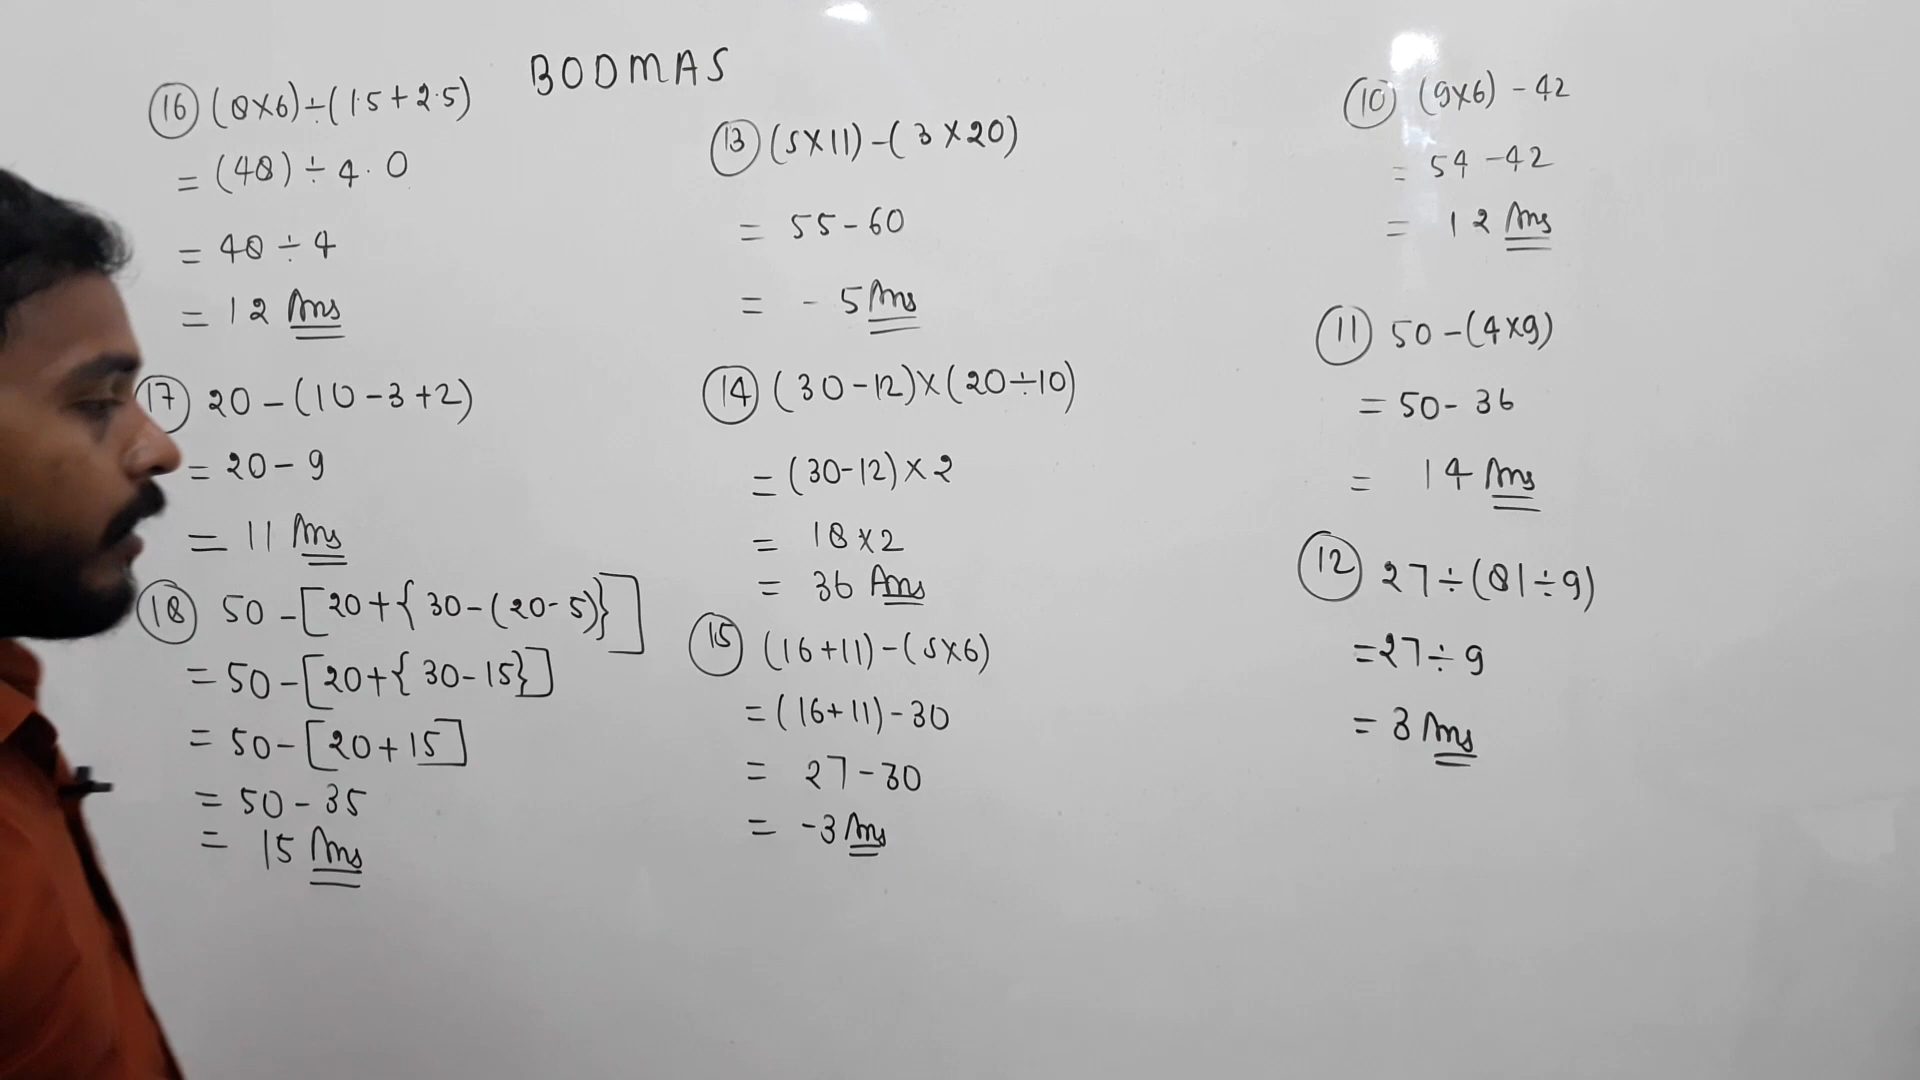 BODMAS
⑯ (8×6)÷(1.5+2.5)
= (48) ÷ 4.0
= 48 ÷ 4
= 12 Ans
⑰ 20-(10-3+2)
= 20-9
= 11 Ans
⑱ 50-[20+{30-(20-5)}]
= 50-[20+{30-15}]
= 50-[20+15]
= 50-35
= 15 Ans
⑬ (5×11)-(3×20)
= 55-60
= -5 Ans
⑭ (30-12)×(20÷10)
= (30-12)×2
= 18×2
= 36 Ans
⑮ (16+11)-(5×6)
= (16+11)-30
= 27-30
= -3 Ans
⑩ (9×6)-42
= 54-42
= 12 Ans
⑪ 50-(4×9)
= 50-36
= 14 Ans
⑫ 27÷(81÷9)
= 27÷9
= 3 Ans